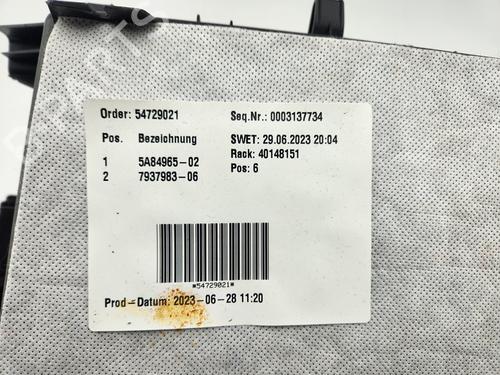 Order: 54729021
Seq.Nr.: 0003137734
Pos. Bezeichnung
SWET: 29.06.2023 20:04
1 5A84965-02
Rack: 40148151
2 7937983-06
Pos: 6
*54729021*
Prod-Datum: 2023-06-28 11:20